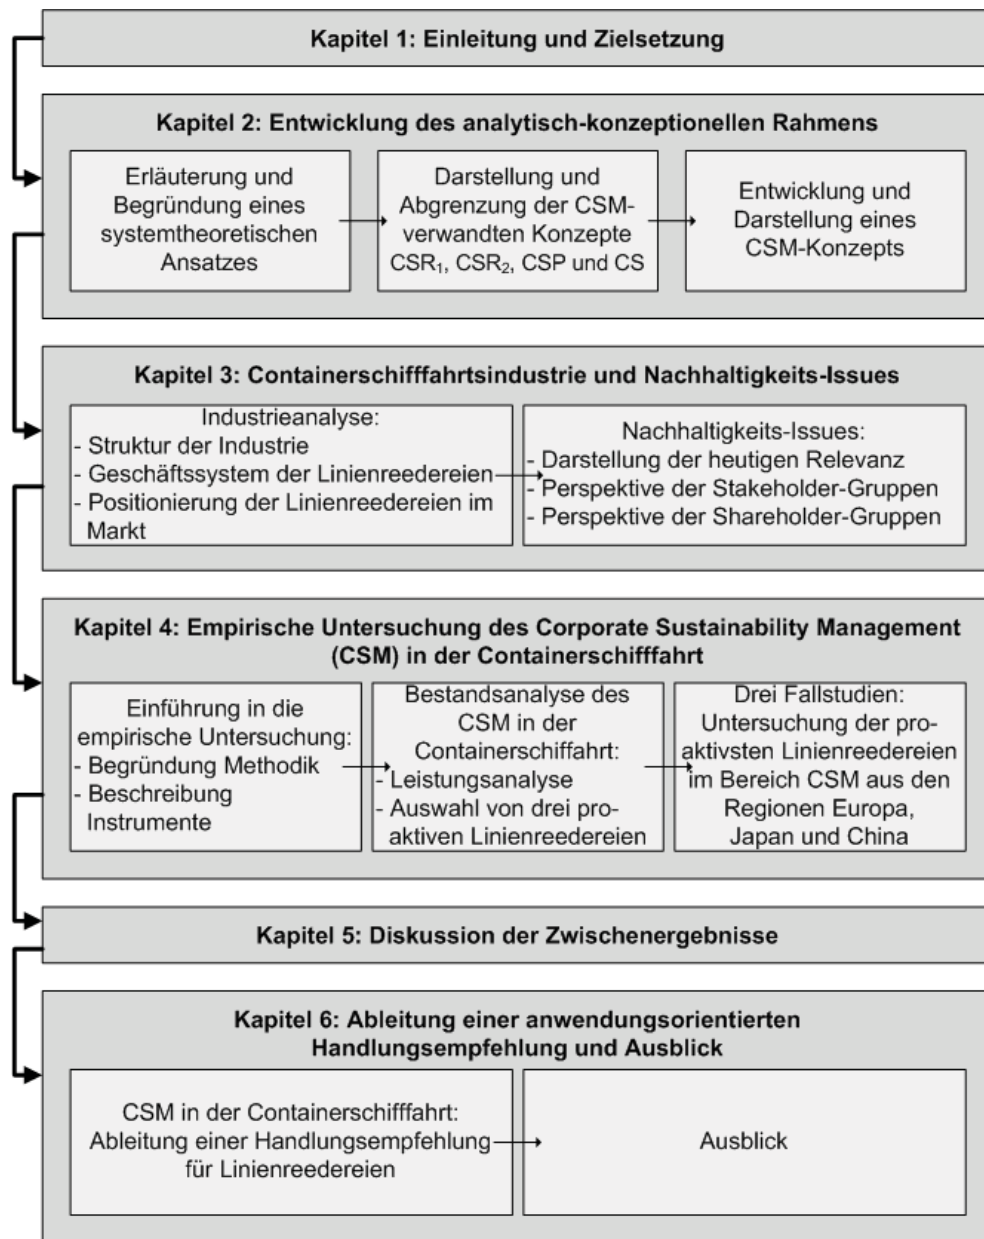 Kapitel 1: Einleitung und Zielsetzung
Kapitel 2: Entwicklung des analytisch-konzeptionellen Rahmens
Erläuterung und
Begründung eines
systemtheoretischen
Ansatzes
Darstellung und
Abgrenzung der CSM-
verwandten Konzepte
CSR₁, CSR₂, CSP und CS
Entwicklung und
Darstellung eines
CSM-Konzepts
Kapitel 3: Containerschifffahrtsindustrie und Nachhaltigkeits-Issues
Industrieanalyse:
- Struktur der Industrie
- Geschäftssystem der Linienreedereien
- Positionierung der Linienreedereien im
Markt
Nachhaltigkeits-Issues:
- Darstellung der heutigen Relevanz
- Perspektive der Stakeholder-Gruppen
- Perspektive der Shareholder-Gruppen
Kapitel 4: Empirische Untersuchung des Corporate Sustainability Management
(CSM) in der Containerschifffahrt
Einführung in die
empirische Untersuchung:
- Begründung Methodik
- Beschreibung
Instrumente
Bestandsanalyse des
CSM in der
Containerschiffahrt:
- Leistungsanalyse
- Auswahl von drei pro-
aktiven Linienreedereien
Drei Fallstudien:
Untersuchung der pro-
aktivsten Linienreedereien
im Bereich CSM aus den
Regionen Europa,
Japan und China
Kapitel 5: Diskussion der Zwischenergebnisse
Kapitel 6: Ableitung einer anwendungsorientierten
Handlungsempfehlung und Ausblick
CSM in der Containerschifffahrt:
Ableitung einer Handlungsempfehlung
für Linienreedereien
Ausblick